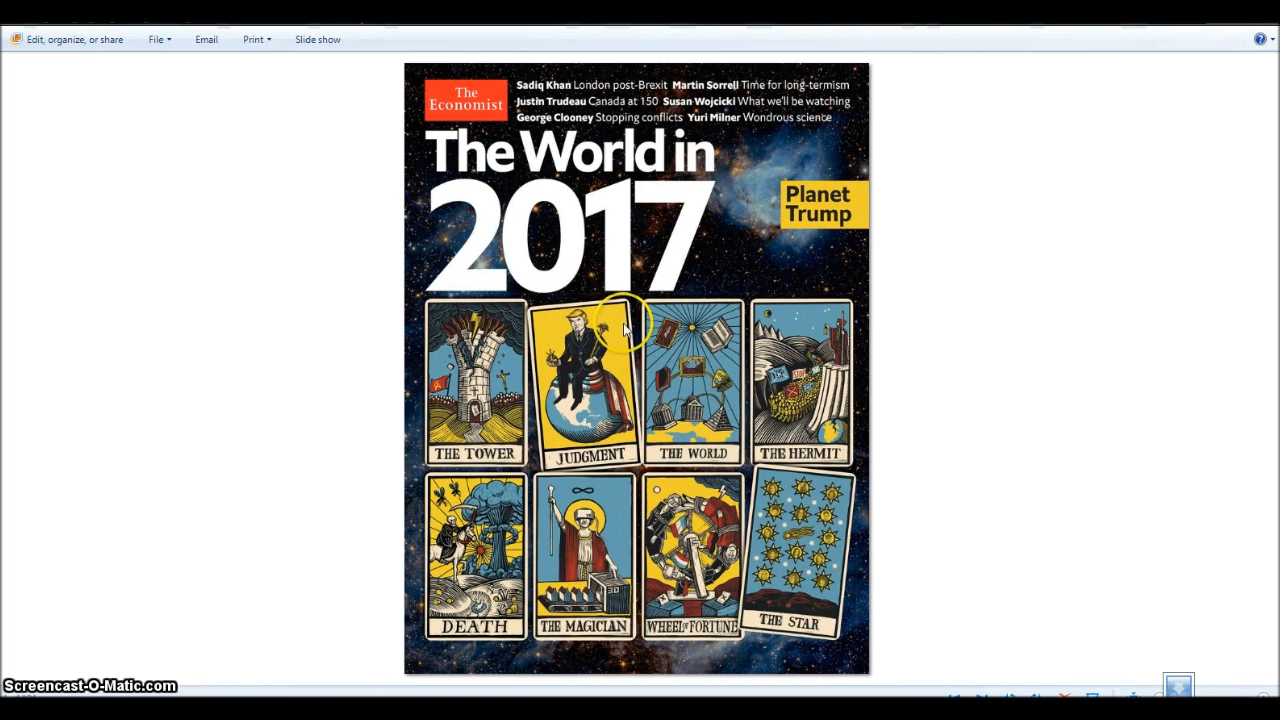 Edit, organize, or share File Email Print Slide show
The
Economist
Sadiq Khan London post-Brexit Martin Sorrell Time for long-termism
Justin Trudeau Canada at 150 Susan Wojcicki What we'll be watching
George Clooney Stopping conflicts Yuri Milner Wondrous science
The World in
2017
Planet
Trump
THE TOWER
JUDGMENT
THE WORLD
THE HERMIT
DEATH
THE MAGICIAN
WHEEL OF FORTUNE
THE STAR
Screencast-O-Matic.com